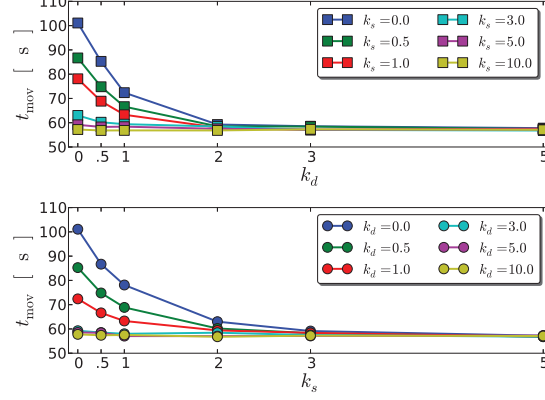 110
100
90
80
70
60
50
t_mov [ s ]
k_s =0.0 k_s =3.0
k_s =0.5 k_s =5.0
k_s =1.0 k_s =10.0
0 .5 1 2 3 5
k_d
110
100
90
80
70
60
50
t_mov [ s ]
k_d =0.0 k_d =3.0
k_d =0.5 k_d =5.0
k_d =1.0 k_d =10.0
0 .5 1 2 3 5
k_s